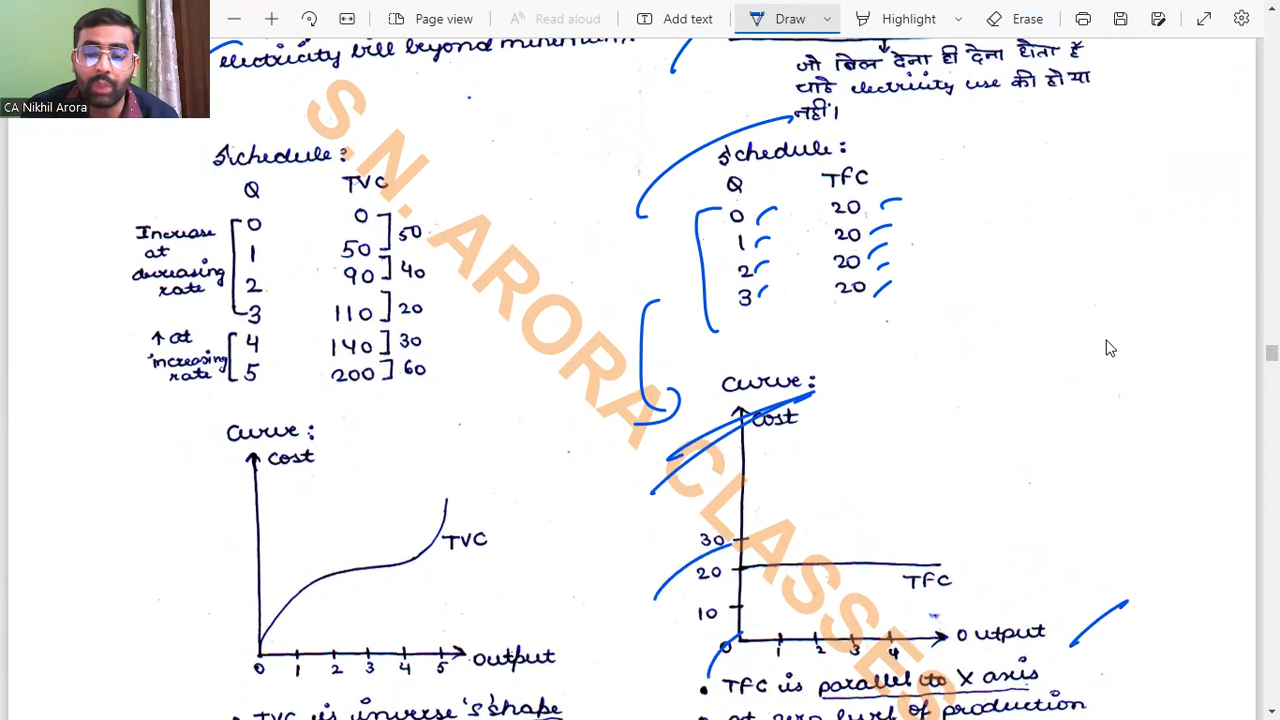 Page view
Read aloud
Add text
Draw
Highlight
Erase
CA Nikhil Arora
electricity bill beyond minimum.
जो बिल देना ही देना होता है
चाहे electricity use की हो या
नहीं।
Schedule:
Q TVC
0 0
1 50
2 90
3 110
4 140
5 200
]50
]40
]20
]30
]60
Increase
at
decreasing
rate
↑ at
increasing
rate
Curve:
Cost
TVC
0 1 2 3 4 5 output
• TVC is inverse 's' shape
Schedule:
Q TFC
0 20
1 20
2 20
3 20
Curve:
Cost
30
20
10
TFC
0 1 2 3 4 Output
• TFC is parallel to X axis
• at zero level of production
S.N. ARORA CLASSES